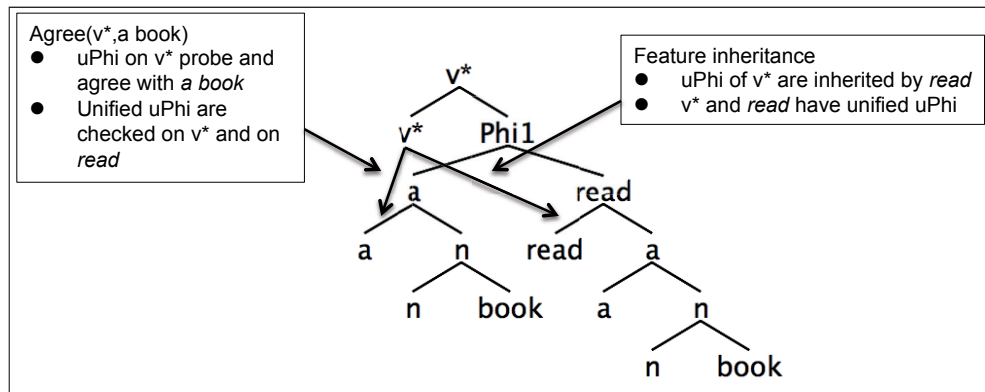 Agree(v*,a book)
● uPhi on v* probe and
agree with a book
● Unified uPhi are
checked on v* and on
read
Feature inheritance
● uPhi of v* are inherited by read
● v* and read have unified uPhi
v*
v* Phi1
a read
a n read a
n book a n
n book